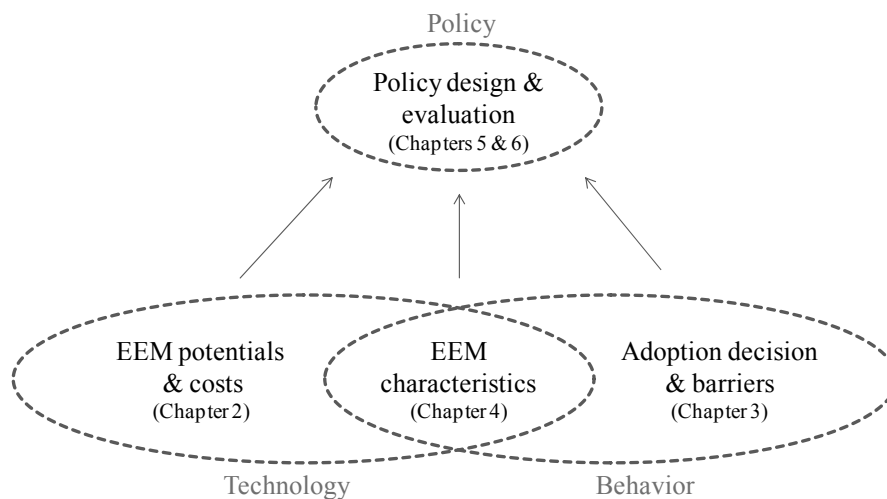 Policy
Policy design &
evaluation
(Chapters 5 & 6)
EEM potentials
& costs
(Chapter 2)
EEM
characteristics
(Chapter 4)
Adoption decision
& barriers
(Chapter 3)
Technology
Behavior